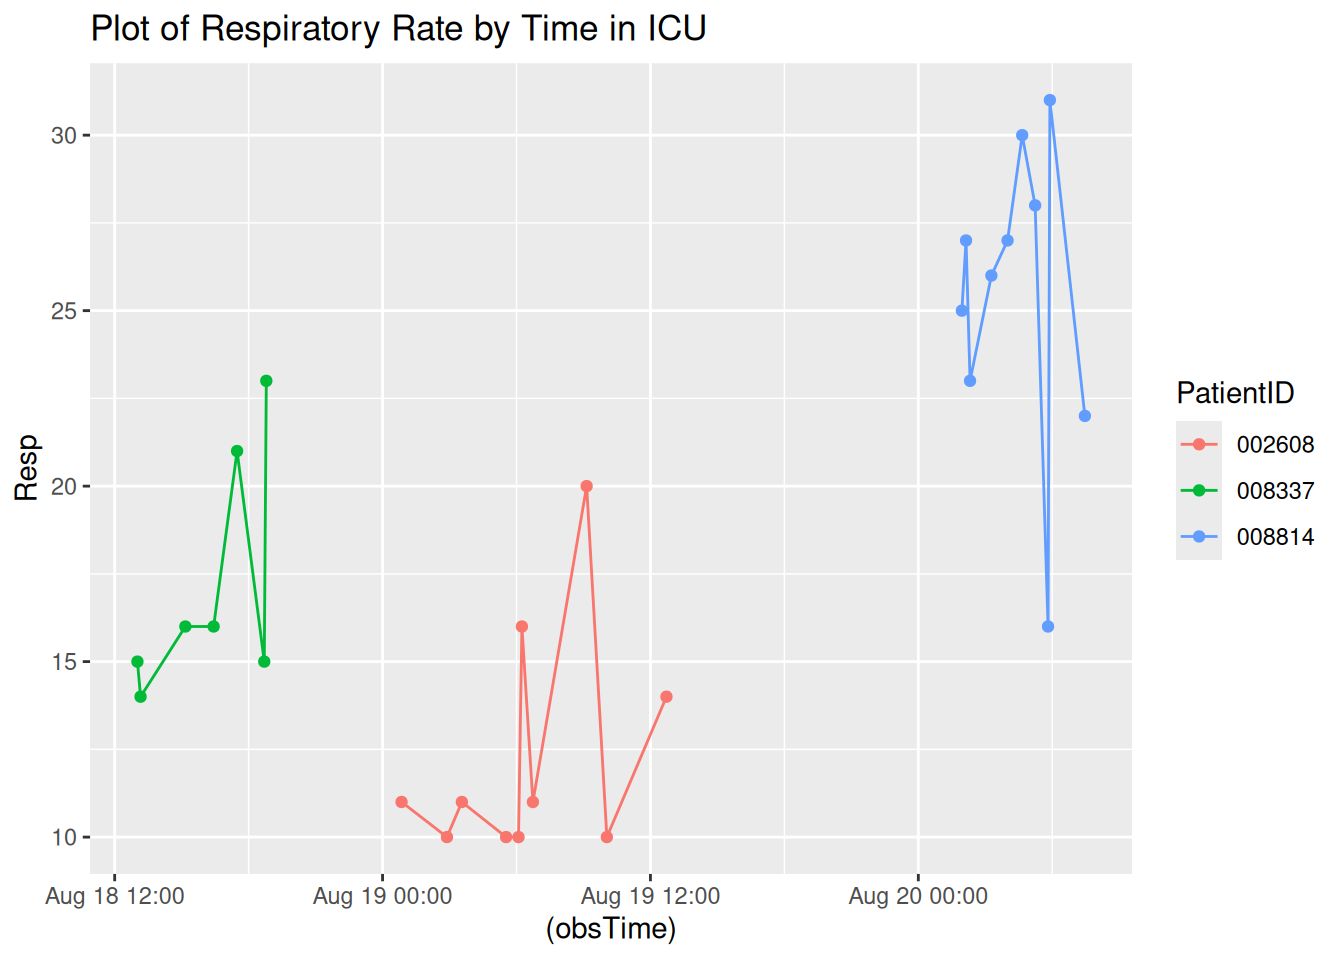 Plot of Respiratory Rate by Time in ICU
Resp
30
25
20
15
10
Aug 18 12:00
Aug 19 00:00
Aug 19 12:00
Aug 20 00:00
(obsTime)
PatientID
002608
008337
008814